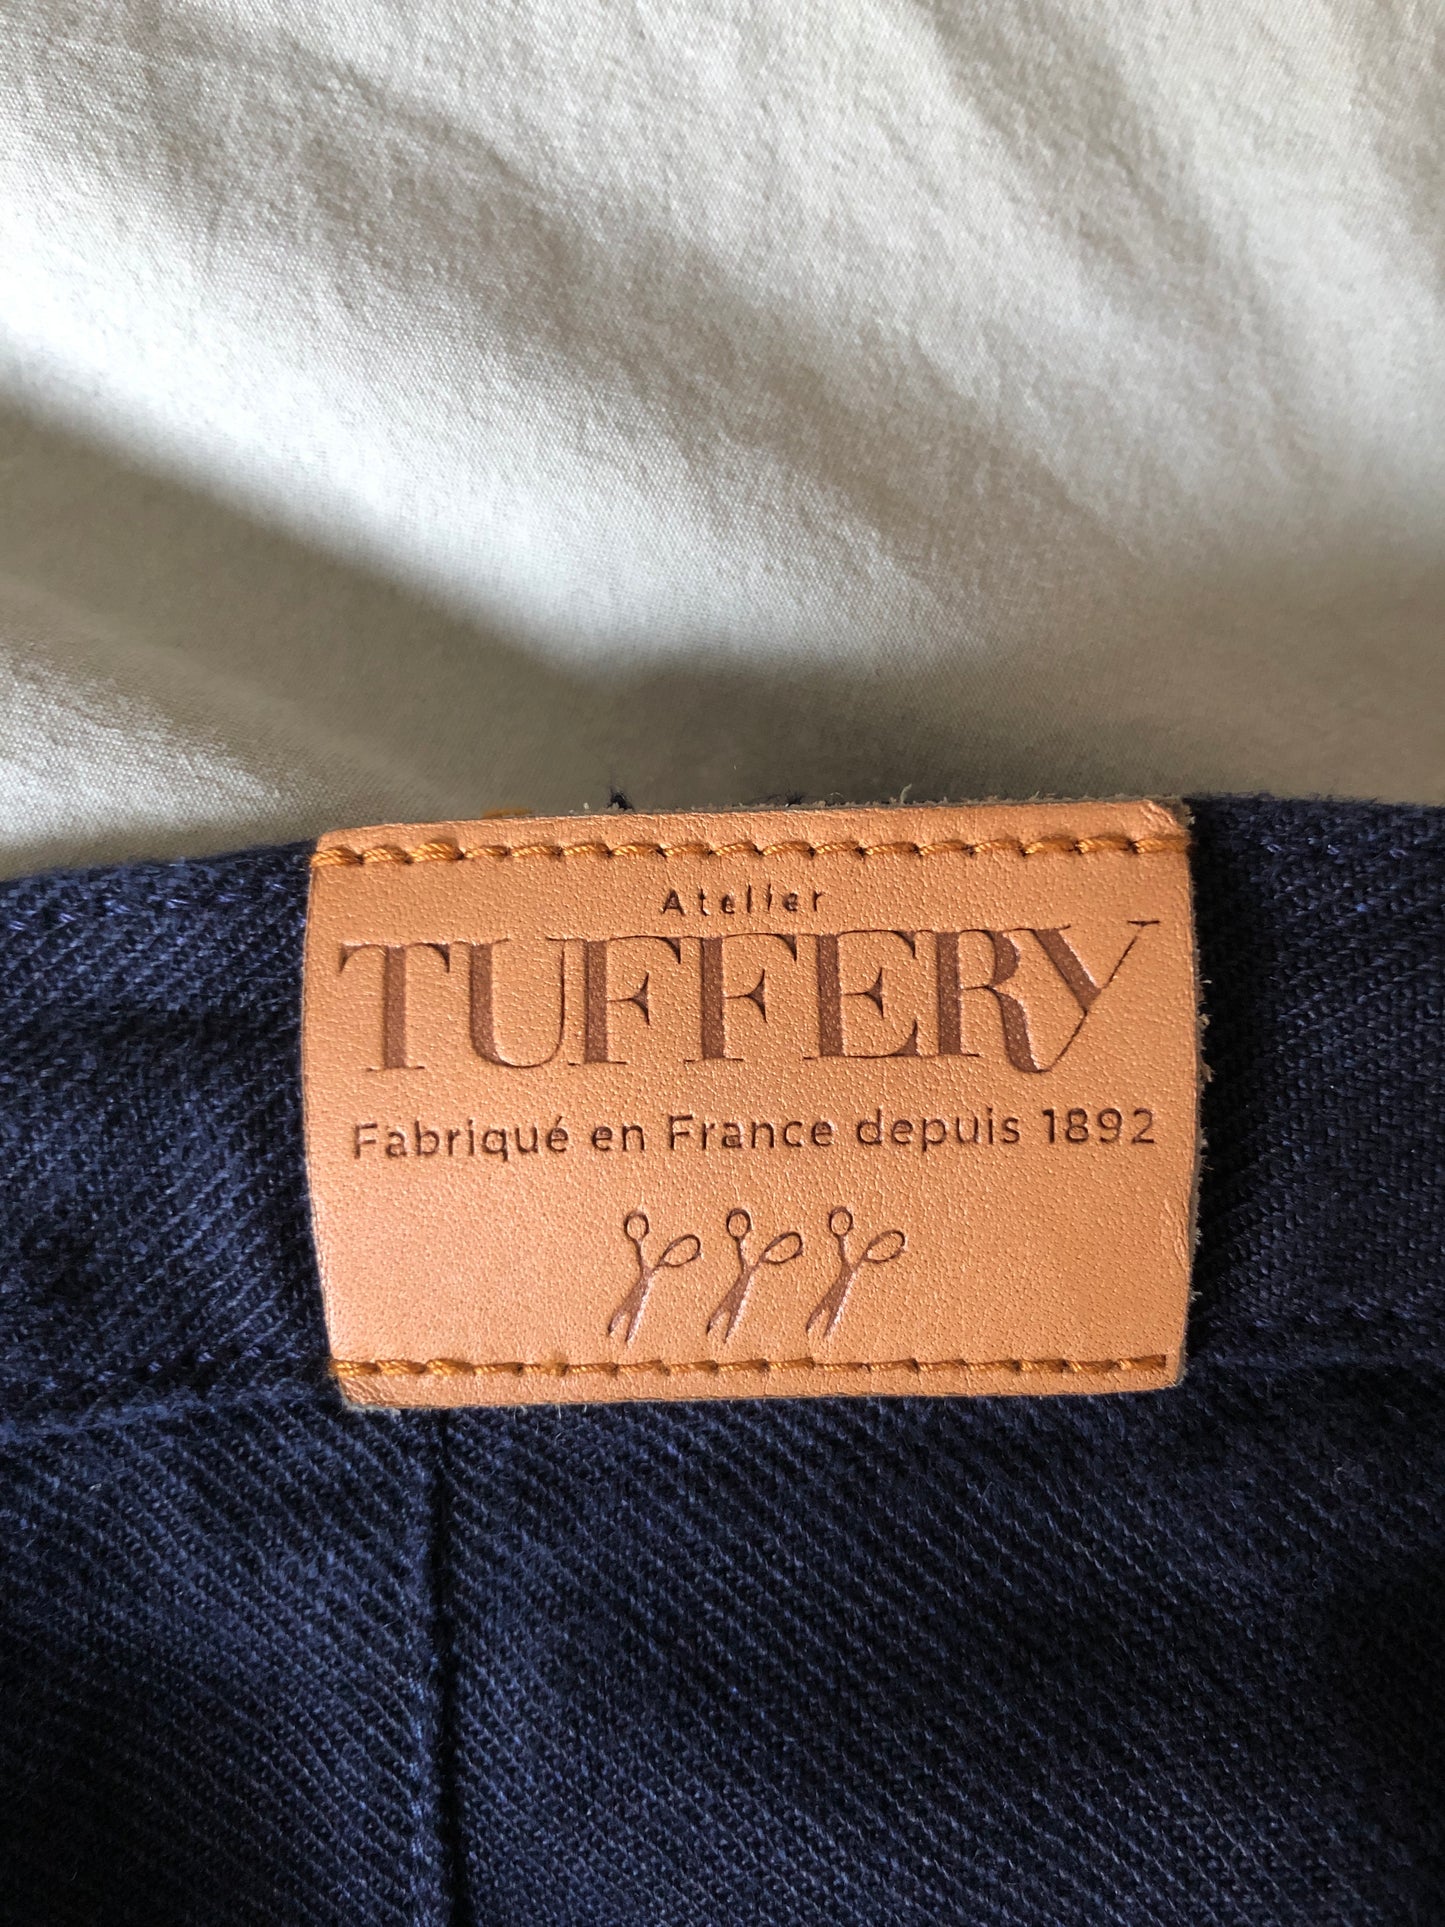 Atelier
TUFFERY
Fabriqué en France depuis 1892